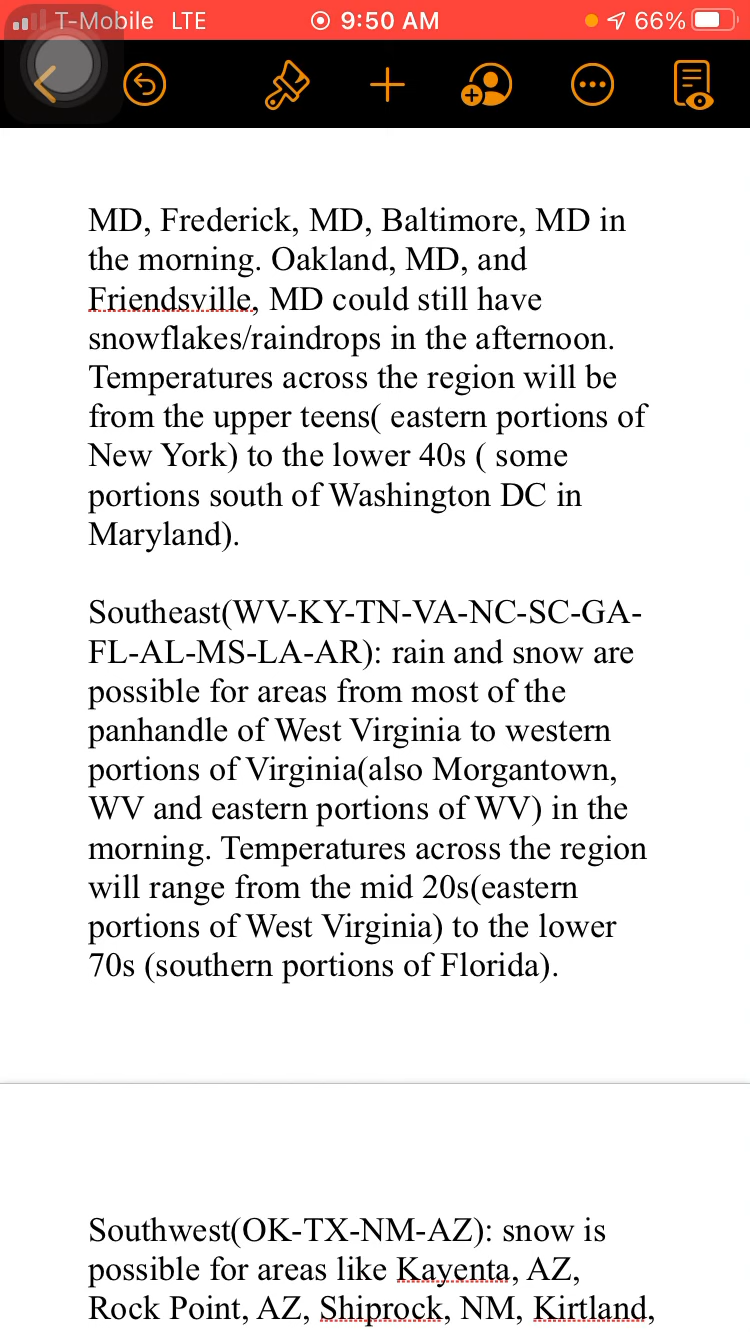 T-Mobile LTE 9:50 AM 66%
MD, Frederick, MD, Baltimore, MD in
the morning. Oakland, MD, and
Friendsville, MD could still have
snowflakes/raindrops in the afternoon.
Temperatures across the region will be
from the upper teens( eastern portions of
New York) to the lower 40s ( some
portions south of Washington DC in
Maryland).
Southeast(WV-KY-TN-VA-NC-SC-GA-
FL-AL-MS-LA-AR): rain and snow are
possible for areas from most of the
panhandle of West Virginia to western
portions of Virginia(also Morgantown,
WV and eastern portions of WV) in the
morning. Temperatures across the region
will range from the mid 20s(eastern
portions of West Virginia) to the lower
70s (southern portions of Florida).
Southwest(OK-TX-NM-AZ): snow is
possible for areas like Kayenta, AZ,
Rock Point, AZ, Shiprock, NM, Kirtland,